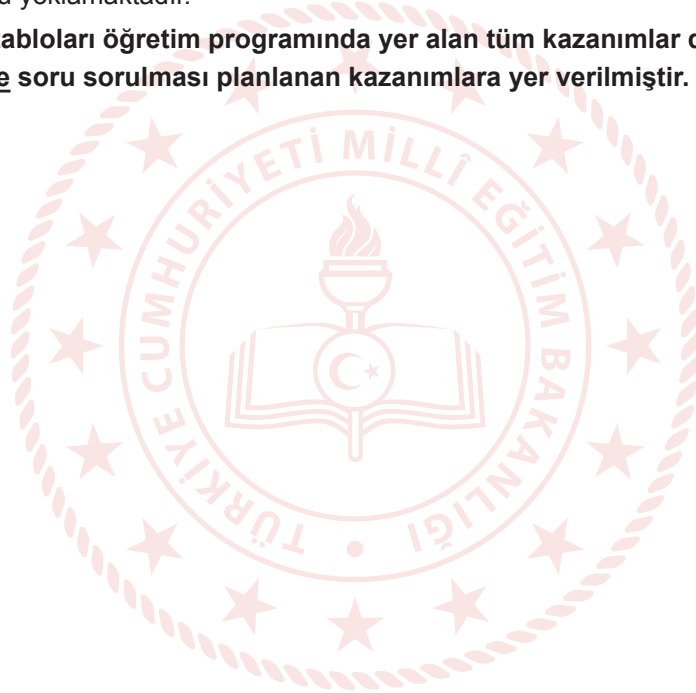 yoklamaktadır.
tabloları öğretim programında yer alan tüm kazanımlar
soru sorulması planlanan kazanımlara yer verilmiştir.
TÜRKİYE CUMHURİYETİ MİLLÎ EĞİTİM BAKANLIĞI